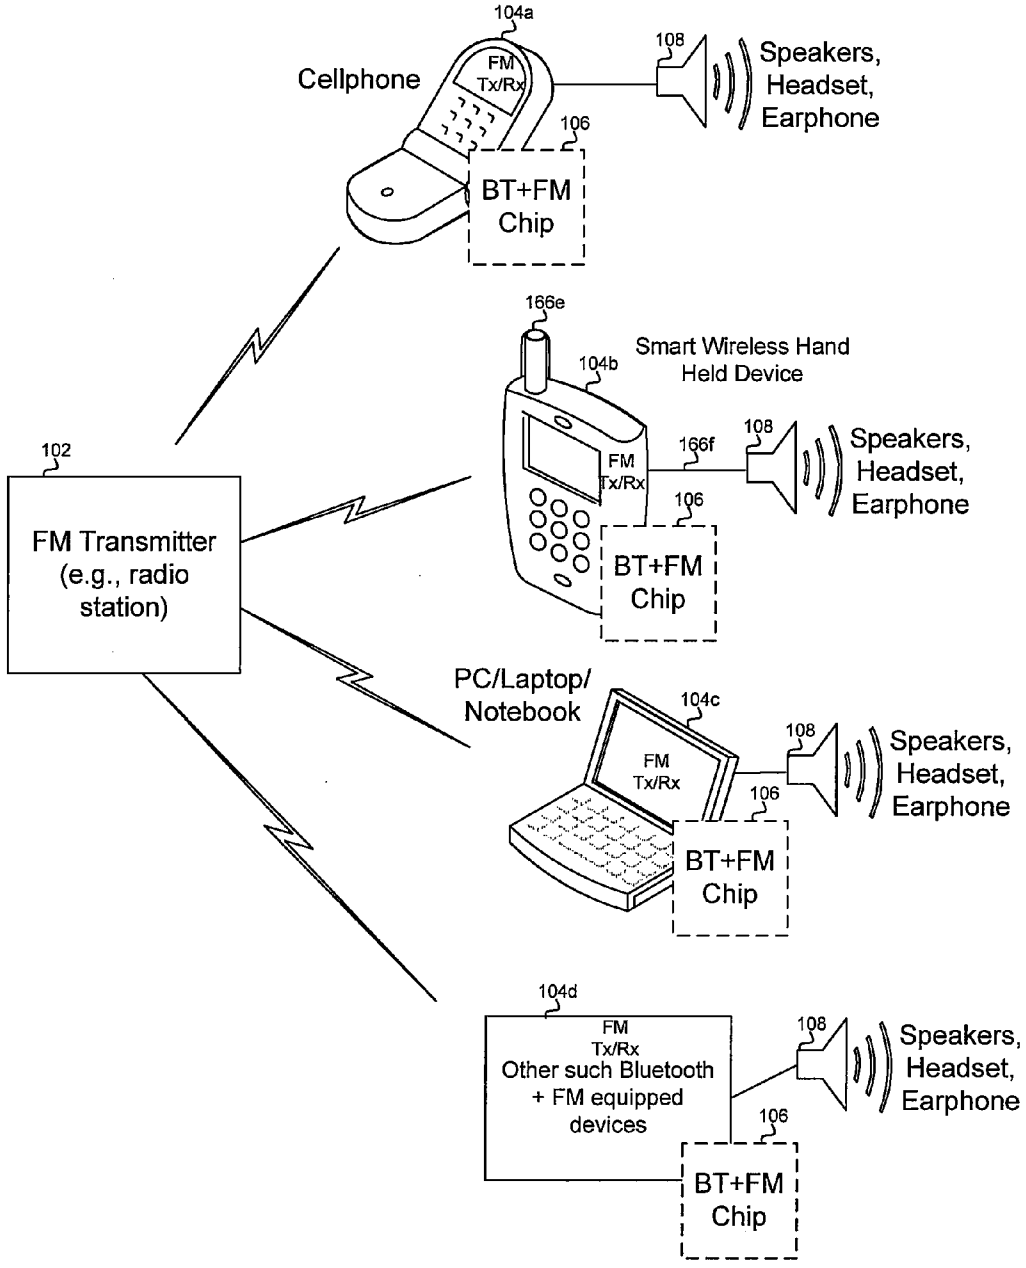 104a
Cellphone
FM
Tx/Rx
108
Speakers,
Headset,
Earphone
106
BT+FM
Chip
166e
Smart Wireless Hand
Held Device
104b
FM
Tx/Rx
166f
108
Speakers,
Headset,
Earphone
106
BT+FM
Chip
102
FM Transmitter
(e.g., radio
station)
PC/Laptop/
Notebook
104c
FM
Tx/Rx
108
Speakers,
Headset,
Earphone
106
BT+FM
Chip
104d
FM
Tx/Rx
Other such Bluetooth
+ FM equipped
devices
108
Speakers,
Headset,
Earphone
106
BT+FM
Chip